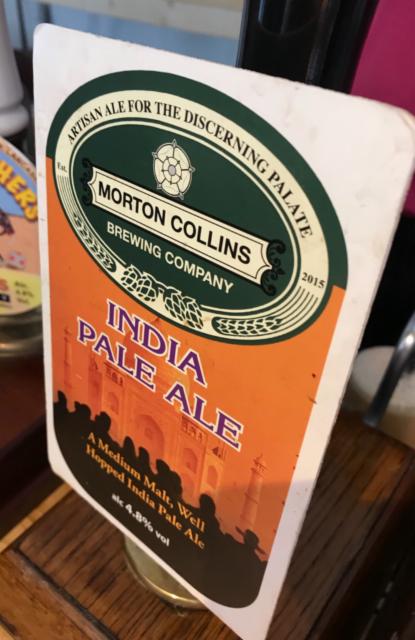 ARTISAN ALE FOR THE DISCERNING PALATE
Est.
MORTON COLLINS
BREWING COMPANY
2015
INDIA
PALE ALE
A Medium Malt, Well
Hopped India Pale Ale
alc 4.8% vol